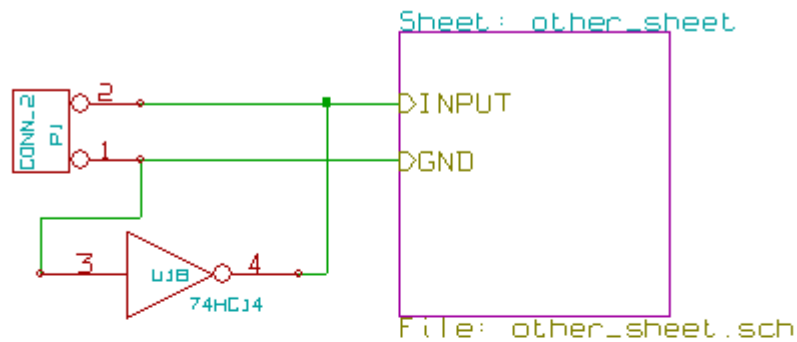 Sheet: other_sheet
CONN_2
P1
2
INPUT
1
GND
3
U1B
4
74HC14
File: other_sheet.sch